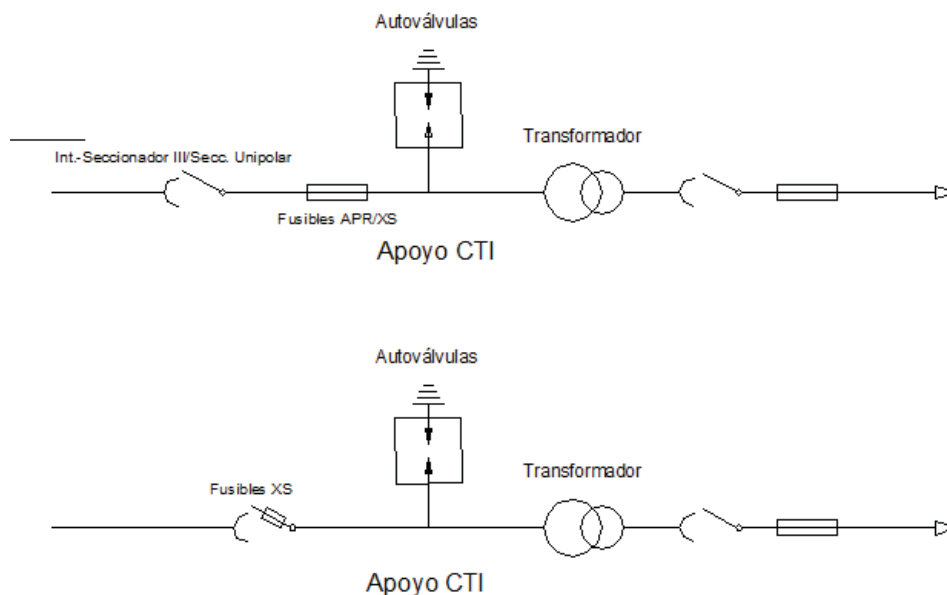 Autoválvulas
Transformador
Int.-Seccionador III/Secc. Unipolar
Fusibles APR/XS
Apoyo CTI
Autoválvulas
Transformador
Fusibles XS
Apoyo CTI